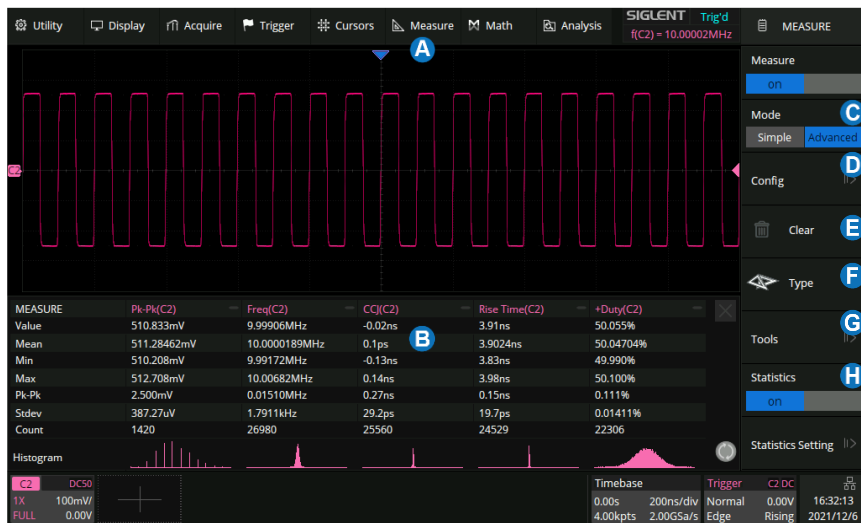 Utility Display Acquire Trigger Cursors Measure Math Analysis
SIGLENT Trig'd
f(C2) = 10.00002MHz
MEASURE
A
Measure
on
Mode
C
Simple Advanced
D
Config
E
Clear
F
Type
G
Tools
H
Statistics
on
Statistics Setting
C2
MEASURE Pk-Pk(C2) Freq(C2) CCJ(C2) Rise Time(C2) +Duty(C2)
Value 510.833mV 9.99906MHz -0.02ns 3.91ns 50.055%
Mean 511.28462mV 10.0000189MHz 0.1ps 3.9024ns 50.04704%
B
Min 510.208mV 9.99172MHz -0.13ns 3.83ns 49.990%
Max 512.708mV 10.00682MHz 0.14ns 3.98ns 50.100%
Pk-Pk 2.500mV 0.01510MHz 0.27ns 0.15ns 0.111%
Stdev 387.27uV 1.7911kHz 29.2ps 19.7ps 0.01411%
Count 1420 26980 25560 24529 22306
Histogram
C2 DC50
1X 100mV/
FULL 0.00V
Timebase
0.00s 200ns/div
4.00kpts 2.00GSa/s
Trigger C2 DC
Normal 0.00V
Edge Rising
16:32:13
2021/12/6